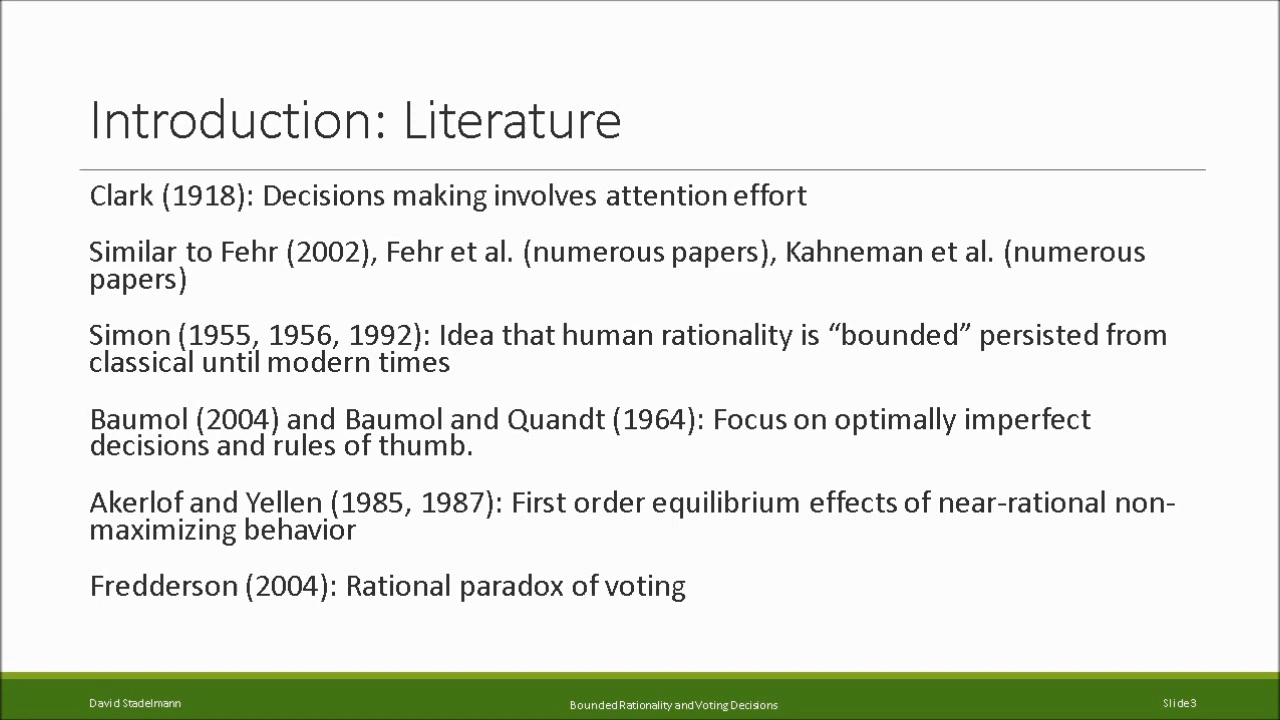 Introduction: Literature
Clark (1918): Decisions making involves attention effort
Similar to Fehr (2002), Fehr et al. (numerous papers), Kahneman et al. (numerous
papers)
Simon (1955, 1956, 1992): Idea that human rationality is “bounded” persisted from
classical until modern times
Baumol (2004) and Baumol and Quandt (1964): Focus on optimally imperfect
decisions and rules of thumb.
Akerlof and Yellen (1985, 1987): First order equilibrium effects of near-rational non-
maximizing behavior
Fredderson (2004): Rational paradox of voting
David Stadelmann
Bounded Rationality and Voting Decisions
Slide 3